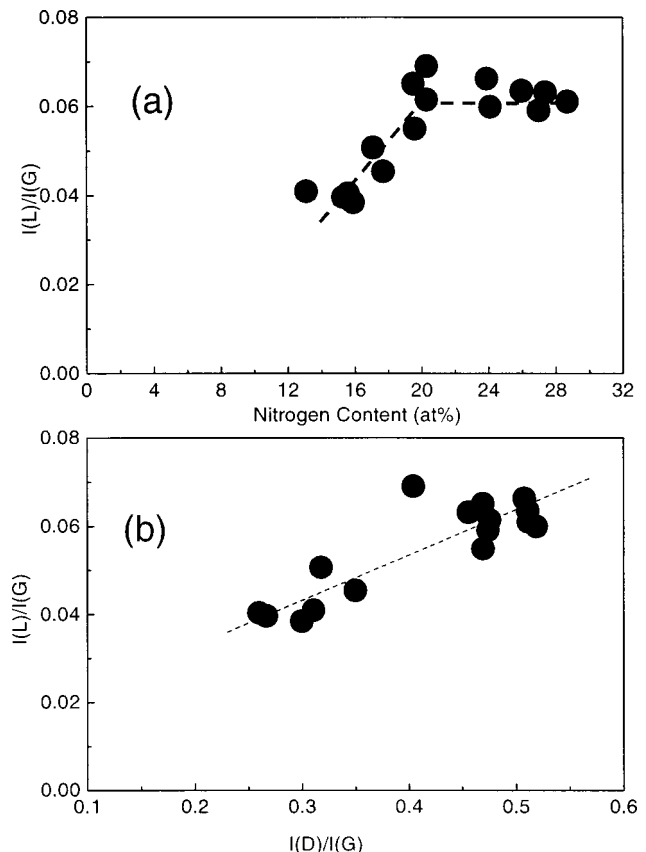 0.08
(a)
0.06
I(L)/I(G)
0.04
0.02
0.00
0 4 8 12 16 20 24 28 32
Nitrogen Content (at%)
0.08
(b)
0.06
I(L)/I(G)
0.04
0.02
0.00
0.1 0.2 0.3 0.4 0.5 0.6
I(D)/I(G)